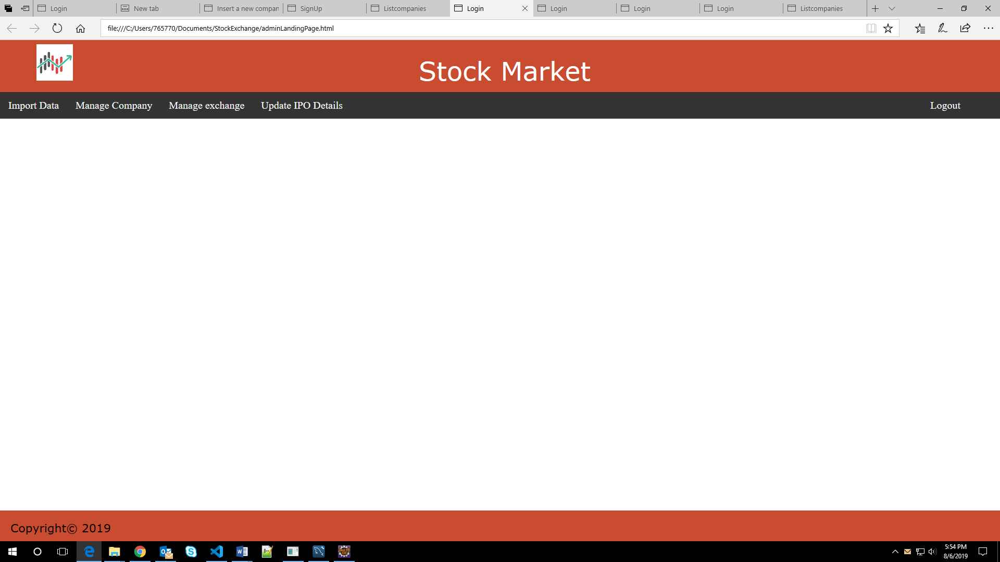 Login
New tab
Insert a new compan
SignUp
Listcompanies
Login
Login
Login
Login
Listcompanies
file:///C:/Users/765770/Documents/StockExchange/adminLandingPage.html
Stock Market
Import Data
Manage Company
Manage exchange
Update IPO Details
Logout
Copyright© 2019
5:54 PM
8/6/2019